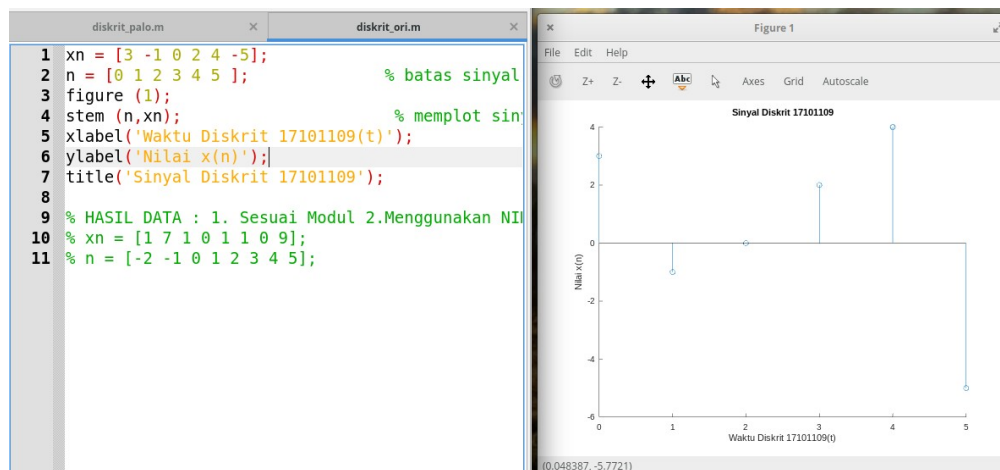 diskrit_palo.m × diskrit_ori.m ×
1 xn = [3 -1 0 2 4 -5];
2 n = [0 1 2 3 4 5 ]; % batas sinyal
3 figure (1);
4 stem (n,xn); % memplot sin
5 xlabel('Waktu Diskrit 17101109(t)');
6 ylabel('Nilai x(n)');
7 title('Sinyal Diskrit 17101109');
8
9 % HASIL DATA : 1. Sesuai Modul 2.Menggunakan NI
10 % xn = [1 7 1 0 1 1 0 9];
11 % n = [-2 -1 0 1 2 3 4 5];
× Figure 1
File Edit Help
Z+ Z- Abc Axes Grid Autoscale
Sinyal Diskrit 17101109
4
2
0
-2
-4
-6
Nilai x(n)
0 1 2 3 4 5
Waktu Diskrit 17101109(t)
(0.048387, -5.7721)